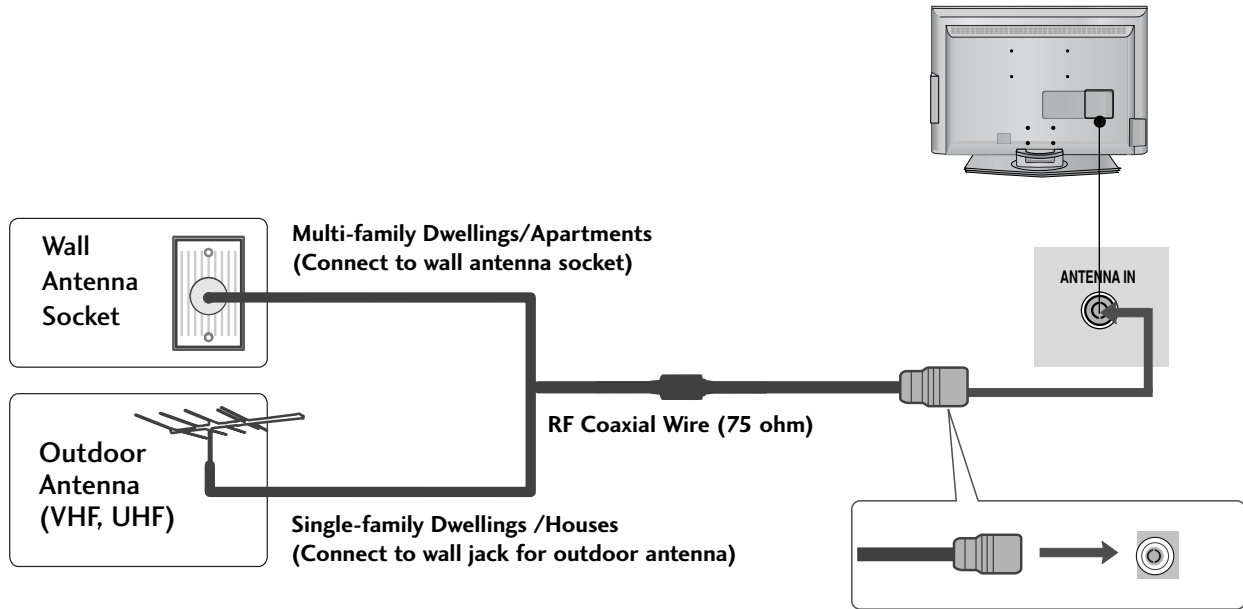 ANTENNA IN
Wall
Antenna
Socket
Multi-family Dwellings/Apartments
(Connect to wall antenna socket)
RF Coaxial Wire (75 ohm)
Outdoor
Antenna
(VHF, UHF)
Single-family Dwellings /Houses
(Connect to wall jack for outdoor antenna)